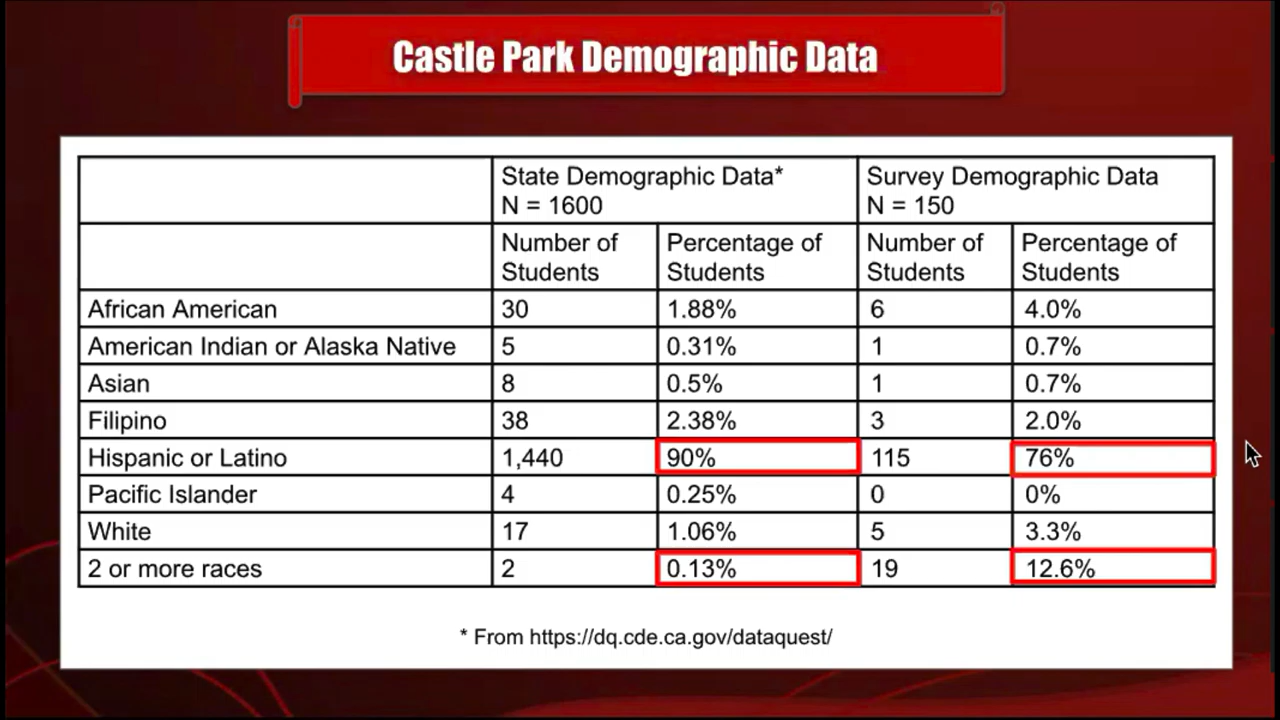 Castle Park Demographic Data
State Demographic Data*
N = 1600
Survey Demographic Data
N = 150
Number of Students
Percentage of Students
Number of Students
Percentage of Students
African American 30 1.88% 6 4.0%
American Indian or Alaska Native 5 0.31% 1 0.7%
Asian 8 0.5% 1 0.7%
Filipino 38 2.38% 3 2.0%
Hispanic or Latino 1,440 90% 115 76%
Pacific Islander 4 0.25% 0 0%
White 17 1.06% 5 3.3%
2 or more races 2 0.13% 19 12.6%
* From https://dq.cde.ca.gov/dataquest/